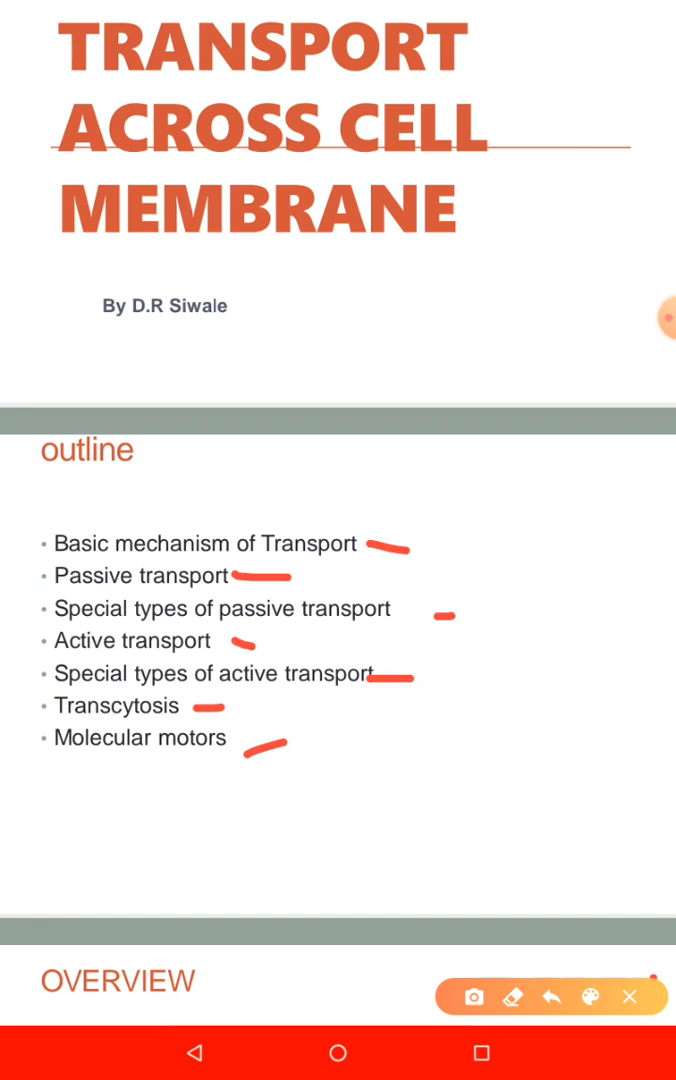 TRANSPORT
ACROSS CELL
MEMBRANE
By D.R Siwale
outline
• Basic mechanism of Transport
• Passive transport
• Special types of passive transport
• Active transport
• Special types of active transport
• Transcytosis
• Molecular motors
OVERVIEW